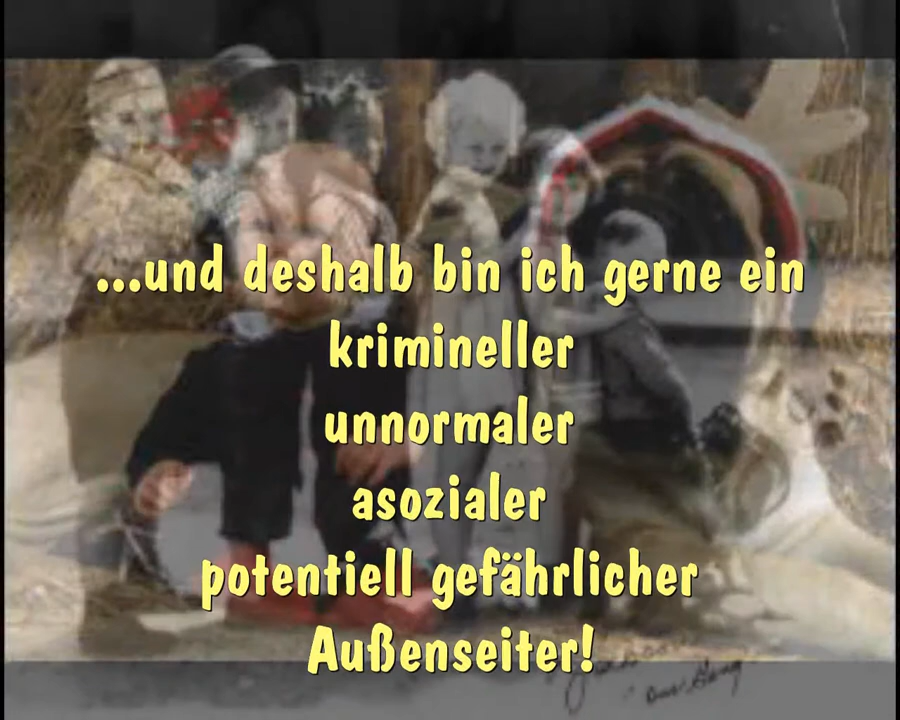 ...und deshalb bin ich gerne ein
krimineller
unnormaler
asozialer
potentiell gefährlicher
Außenseiter!